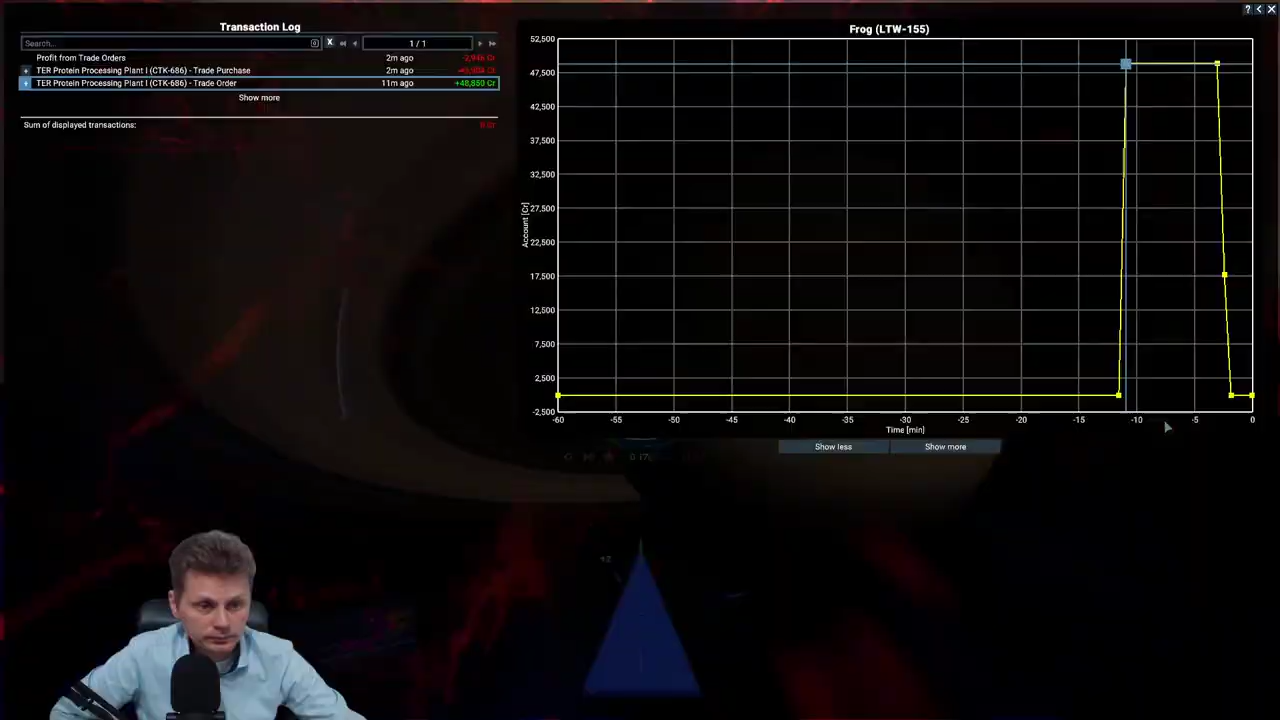 ? < X
Transaction Log
Search...
X
1 / 1
Profit from Trade Orders 2m ago
TER Protein Processing Plant I (CTK-686) - Trade Purchase 2m ago
TER Protein Processing Plant I (CTK-686) - Trade Order 11m ago +48,850 Cr
Show more
Sum of displayed transactions: 0 Cr
Frog (LTW-155)
52,500
47,500
42,500
37,500
32,500
27,500
22,500
17,500
12,500
7,500
2,500
-2,500
Account [Cr]
-60 -55 -50 -45 -40 -35 -30 -25 -20 -15 -10 -5 0
Time [min]
Show less Show more